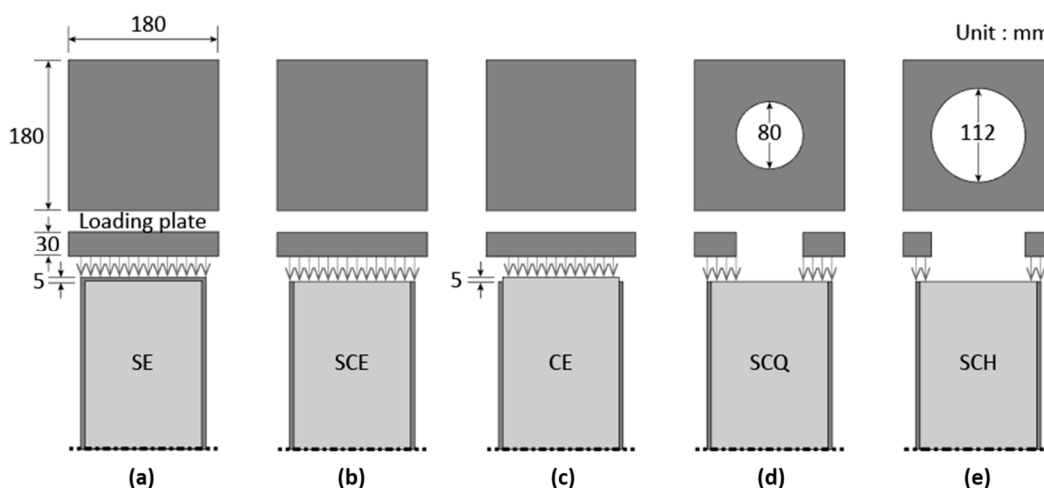 180
Unit : mm
180
80
112
Loading plate
30
5
5
SE
SCE
CE
SCQ
SCH
(a)
(b)
(c)
(d)
(e)